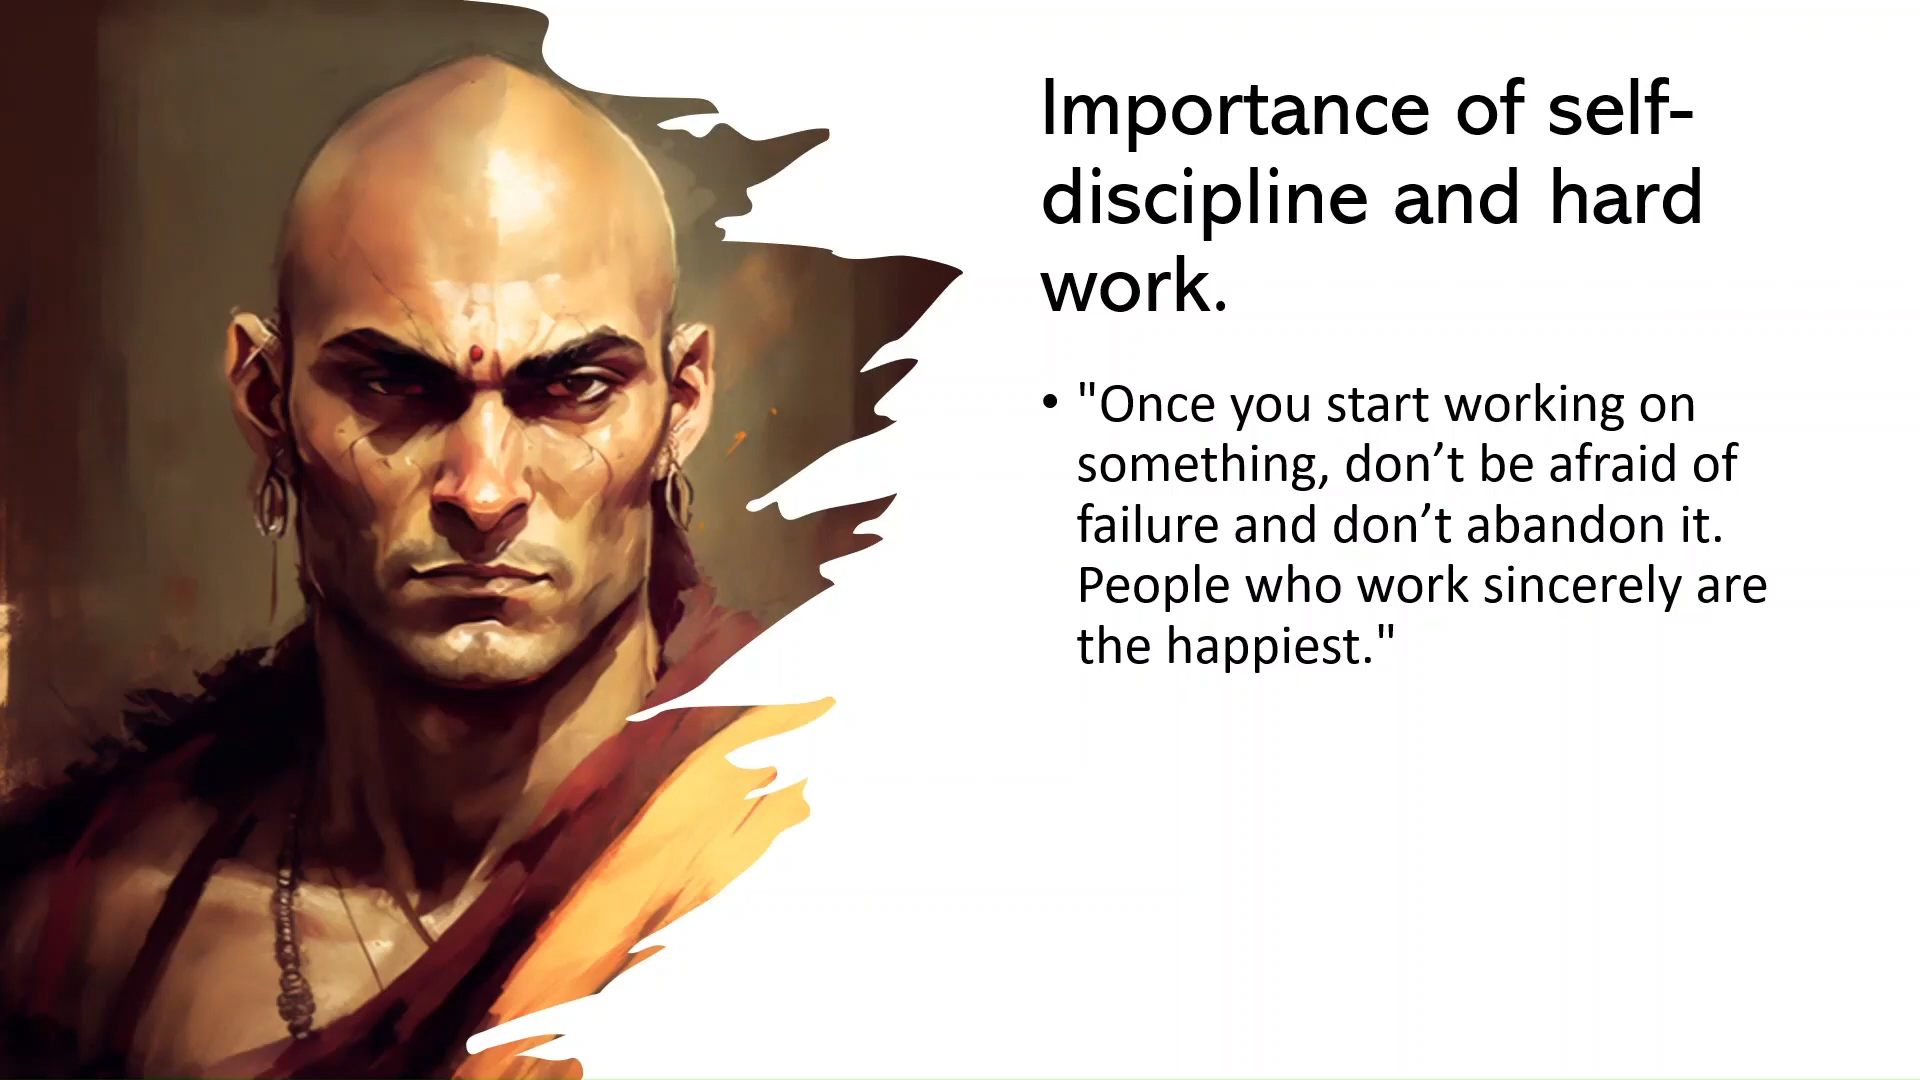 Importance of self-
discipline and hard
work.
• "Once you start working on
something, don’t be afraid of
failure and don’t abandon it.
People who work sincerely are
the happiest."